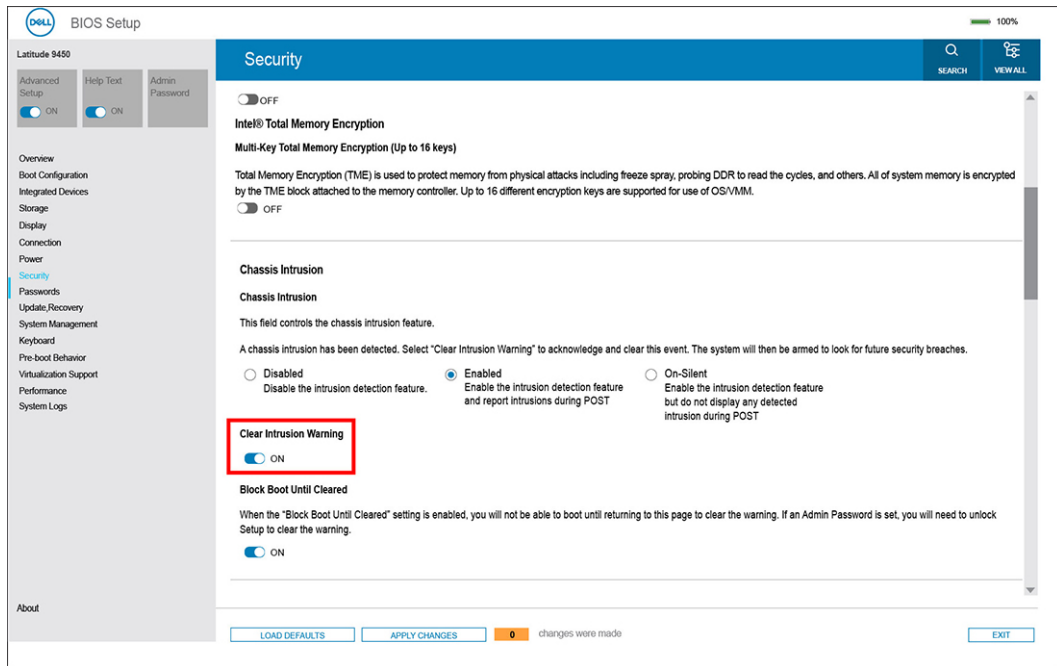 DELL
BIOS Setup
100%
Latitude 9450
Advanced Setup
ON
Help Text
ON
Admin Password
Security
SEARCH
VIEW ALL
Overview
Boot Configuration
Integrated Devices
Storage
Display
Connection
Power
Security
Passwords
Update,Recovery
System Management
Keyboard
Pre-boot Behavior
Virtualization Support
Performance
System Logs
About
OFF
Intel® Total Memory Encryption
Multi-Key Total Memory Encryption (Up to 16 keys)
Total Memory Encryption (TME) is used to protect memory from physical attacks including freeze spray, probing DDR to read the cycles, and others. All of system memory is encrypted
by the TME block attached to the memory controller. Up to 16 different encryption keys are supported for use of OS/VMM.
OFF
Chassis Intrusion
Chassis Intrusion
This field controls the chassis intrusion feature.
A chassis intrusion has been detected. Select "Clear Intrusion Warning" to acknowledge and clear this event. The system will then be armed to look for future security breaches.
Disabled
Disable the intrusion detection feature.
Enabled
Enable the intrusion detection feature
and report intrusions during POST
On-Silent
Enable the intrusion detection feature
but do not display any detected
intrusion during POST
Clear Intrusion Warning
ON
Block Boot Until Cleared
When the "Block Boot Until Cleared" setting is enabled, you will not be able to boot until returning to this page to clear the warning. If an Admin Password is set, you will need to unlock
Setup to clear the warning.
ON
LOAD DEFAULTS
APPLY CHANGES
0
changes were made
EXIT